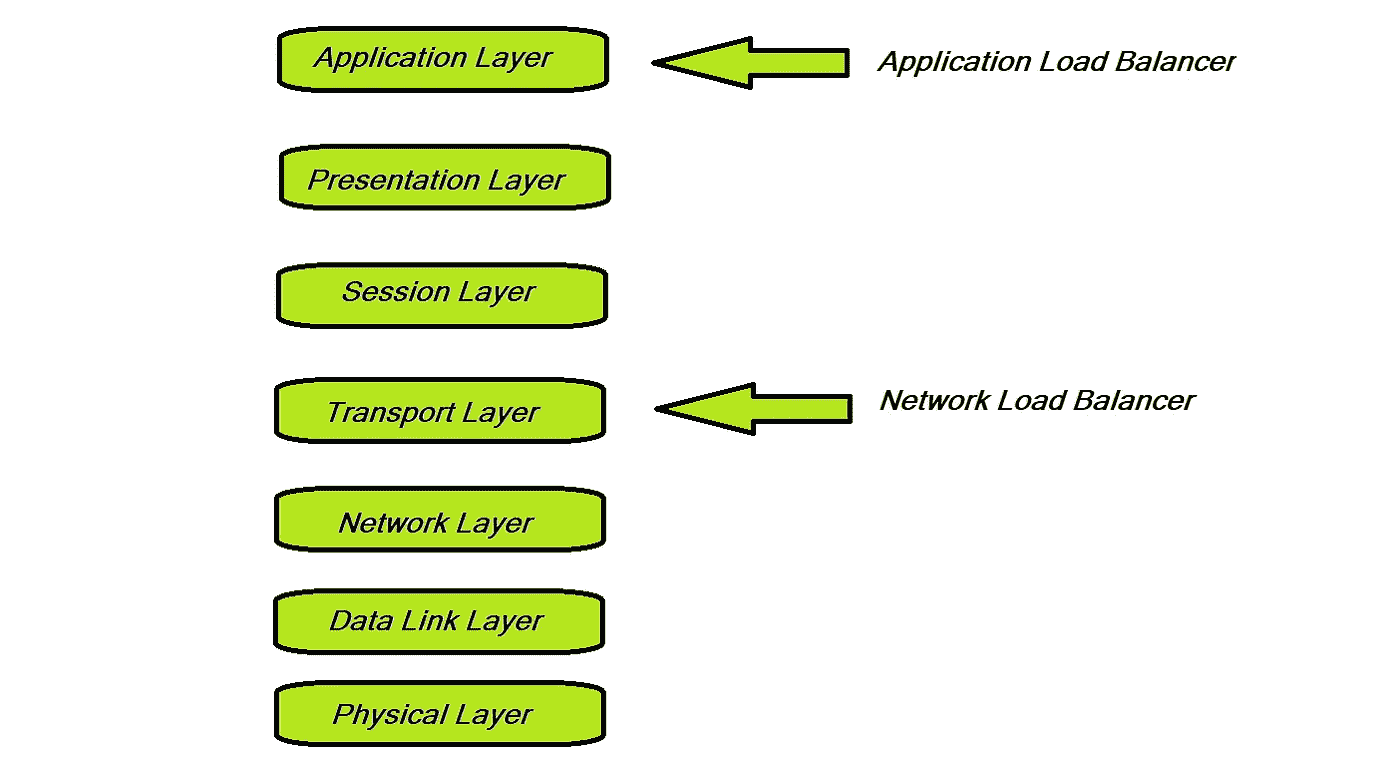 Application Layer
Application Load Balancer
Presentation Layer
Session Layer
Transport Layer
Network Load Balancer
Network Layer
Data Link Layer
Physical Layer